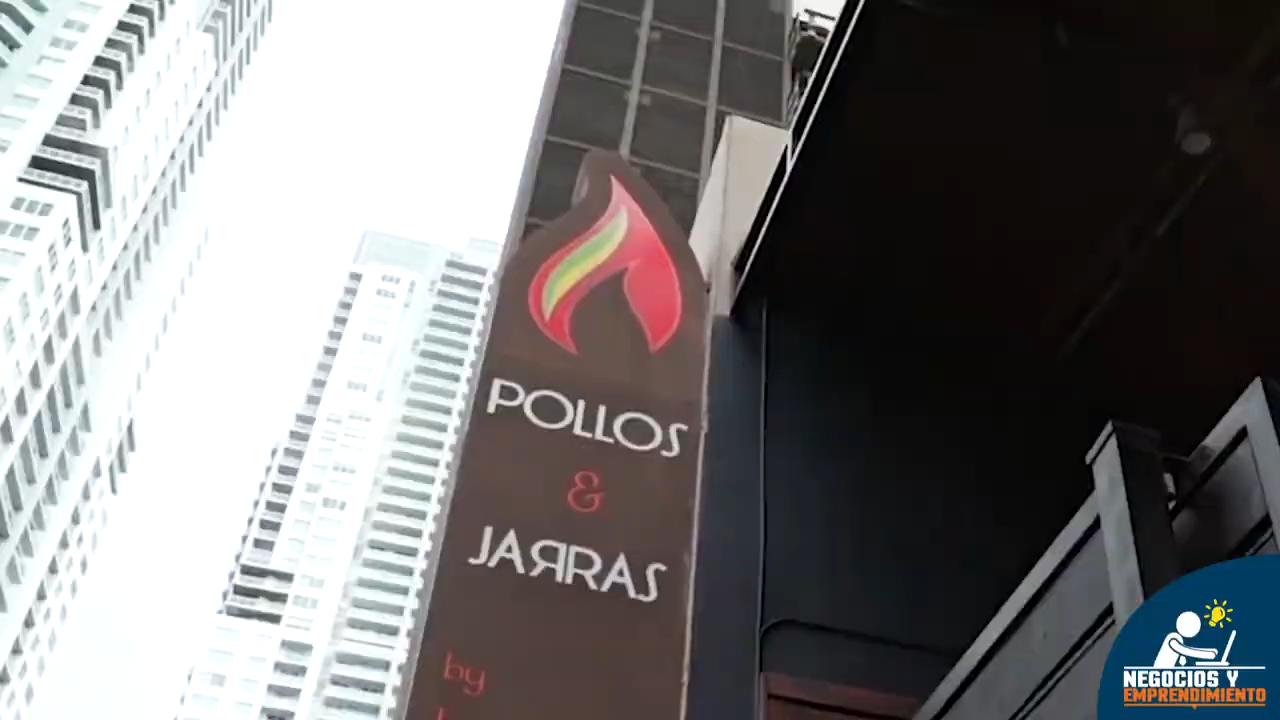 POLLOS
&
JARRAS
by
NEGOCIOS Y
EMPRENDIMIENTO